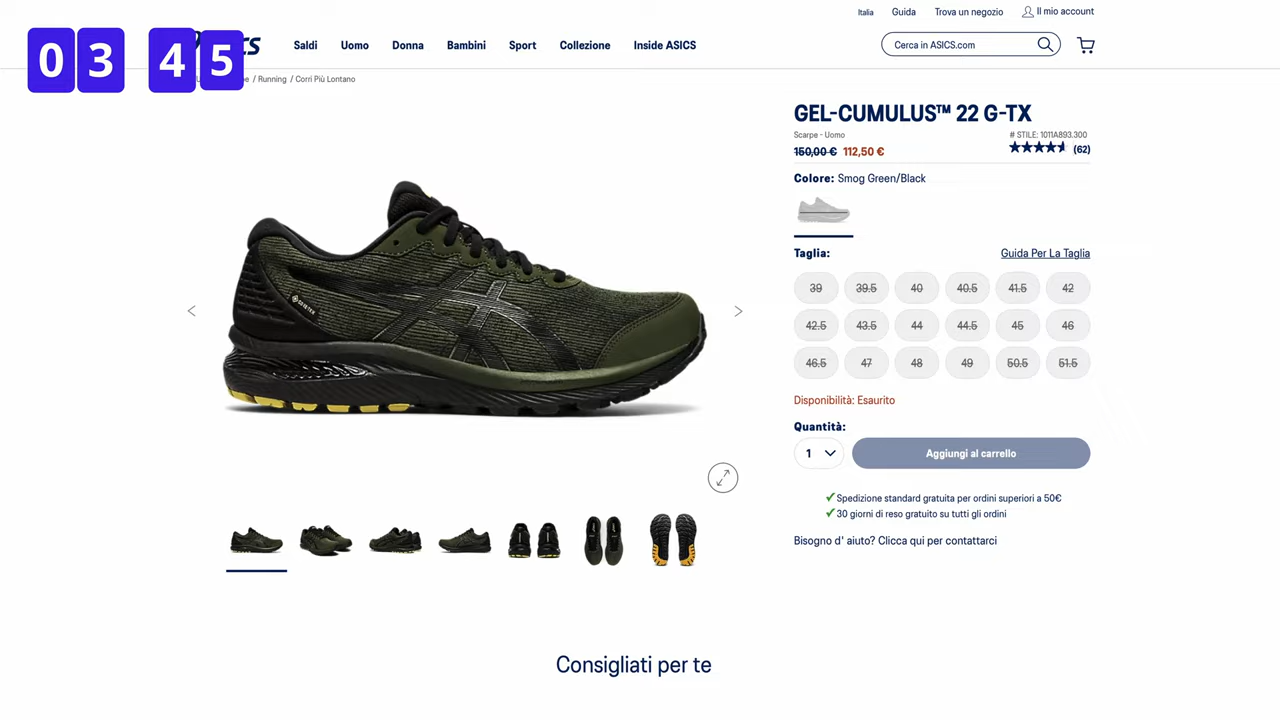 Italia Guida Trova un negozio Il mio account
03 45
Saldi Uomo Donna Bambini Sport Collezione Inside ASICS
Cerca in ASICS.com
/ Running / Corri Più Lontano
GEL-CUMULUS™ 22 G-TX
Scarpe - Uomo # STILE: 1011A893.300
150,00 € 112,50 € (62)
Colore: Smog Green/Black
Taglia: Guida Per La Taglia
39 39.5 40 40.5 41.5 42
42.5 43.5 44 44.5 45 46
46.5 47 48 49 50.5 51.5
Disponibilità: Esaurito
Quantità:
1 Aggiungi al carrello
Spedizione standard gratuita per ordini superiori a 50€
30 giorni di reso gratuito su tutti gli ordini
Bisogno d' aiuto? Clicca qui per contattarci
Consigliati per te